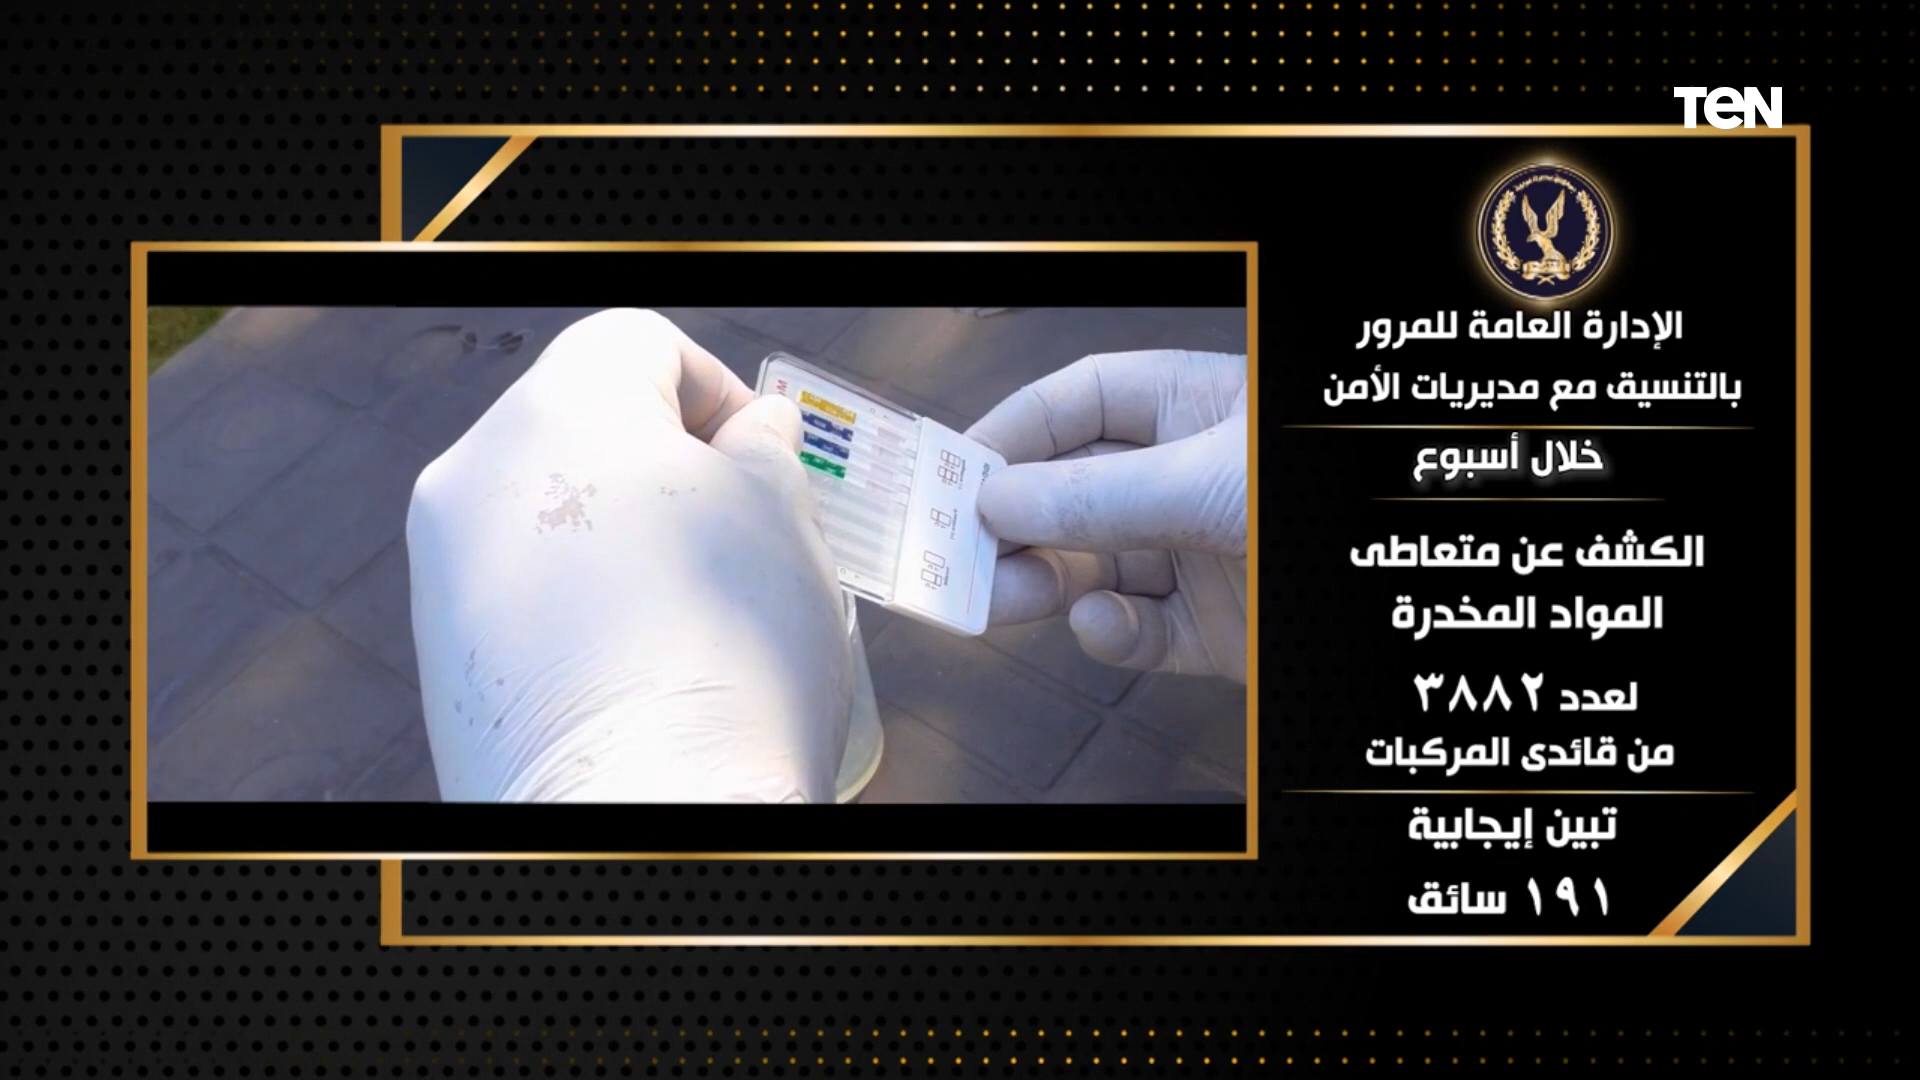 TeN
الإدارة العامة للمرور
بالتنسيق مع مديريات الأمن
خلال أسبوع
الكشف عن متعاطى
المواد المخدرة
لعدد ٣٨٨٢
من قائدى المركبات
تبين إيجابية
١٩١ سائق